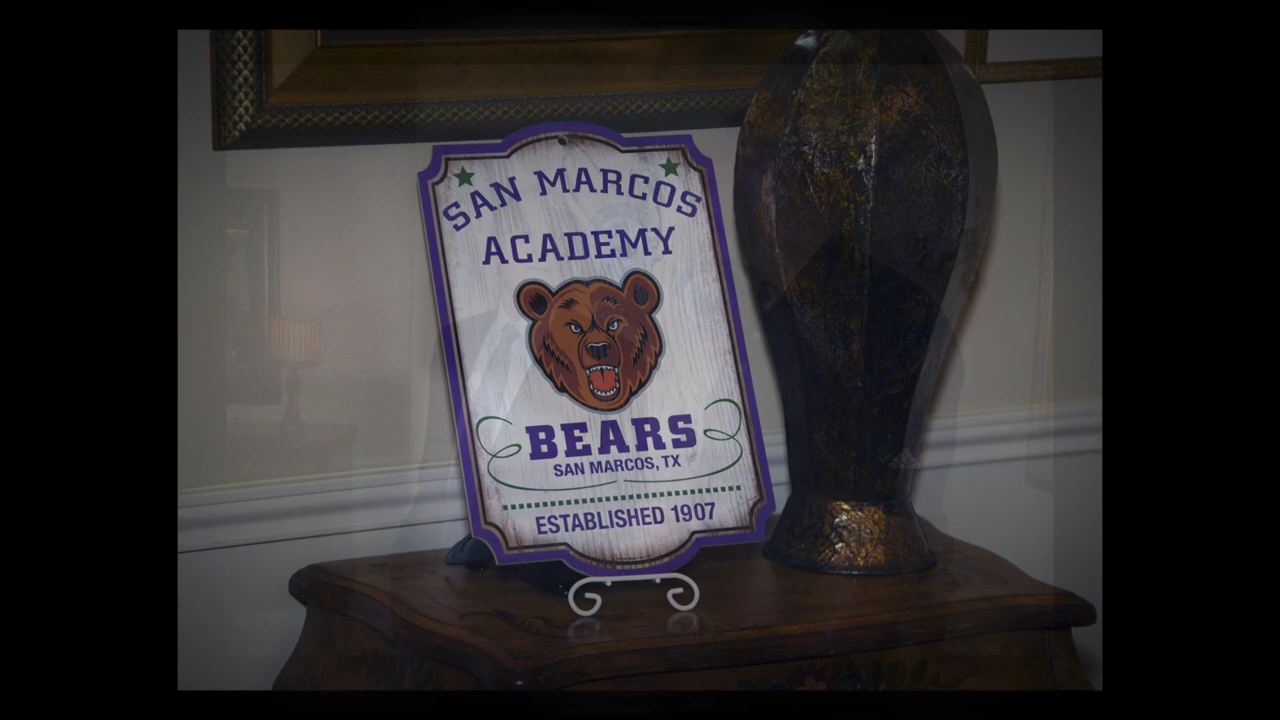 SAN MARCOS
ACADEMY
BEARS
SAN MARCOS, TX
ESTABLISHED 1907